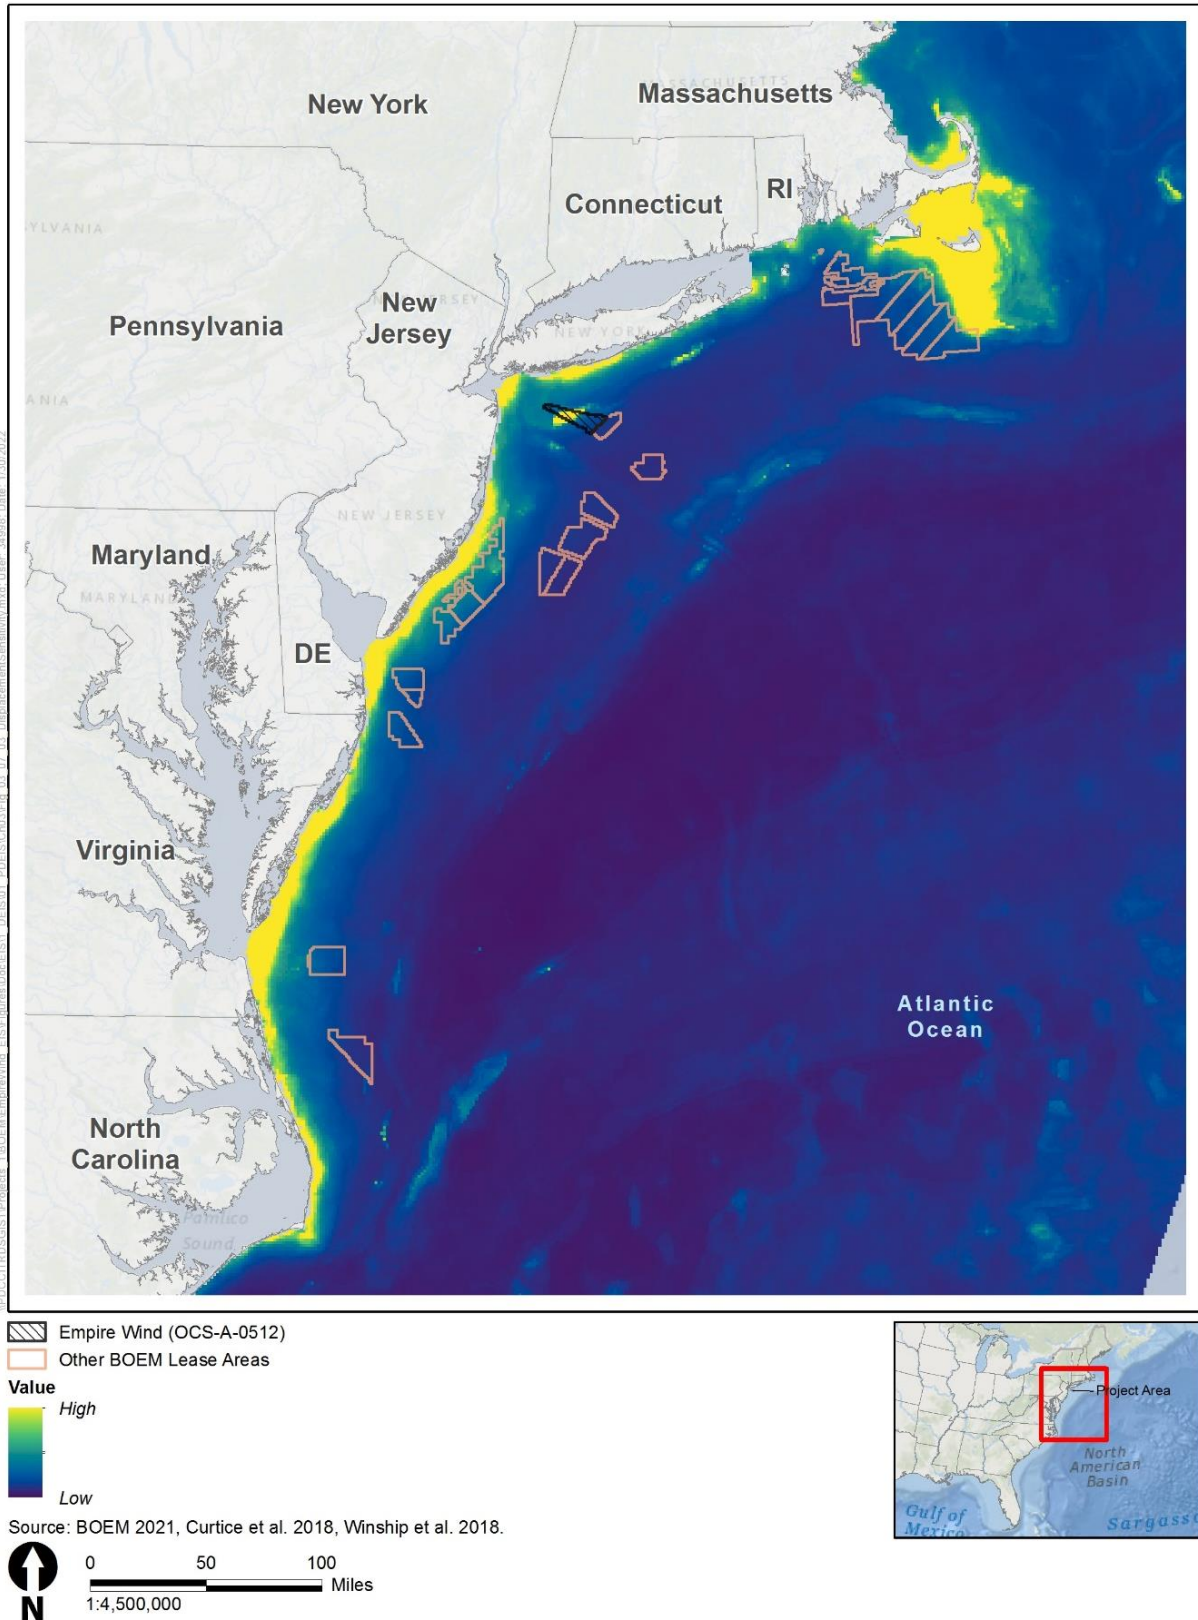 New York
MASSACHUSETTS
Massachusetts
RI
Connecticut
New
Jersey
Pennsylvania
NEW YORK
NEW JERSEY
Maryland
MARYLAND
DE
Virginia
Atlantic
Ocean
North
Carolina
Pamlico
Sound
Empire Wind (OCS-A-0512)
Other BOEM Lease Areas
Value
High
Low
Project Area
North
American
Basin
Gulf of
Mexico
Source: BOEM 2021, Curtice et al. 2018, Winship et al. 2018.
N
0 50 100
Miles
1:4,500,000